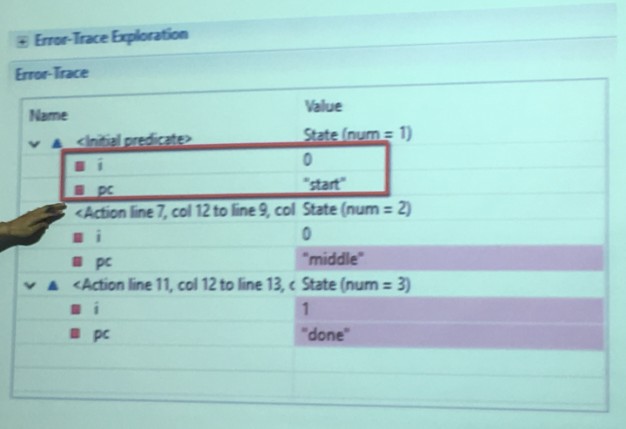 Error-Trace Exploration
Error-Trace
Name Value
<Initial predicate> State (num = 1)
i 0
pc "start"
<Action line 7, col 12 to line 9, col State (num = 2)
i 0
pc "middle"
<Action line 11, col 12 to line 13, c State (num = 3)
i 1
pc "done"